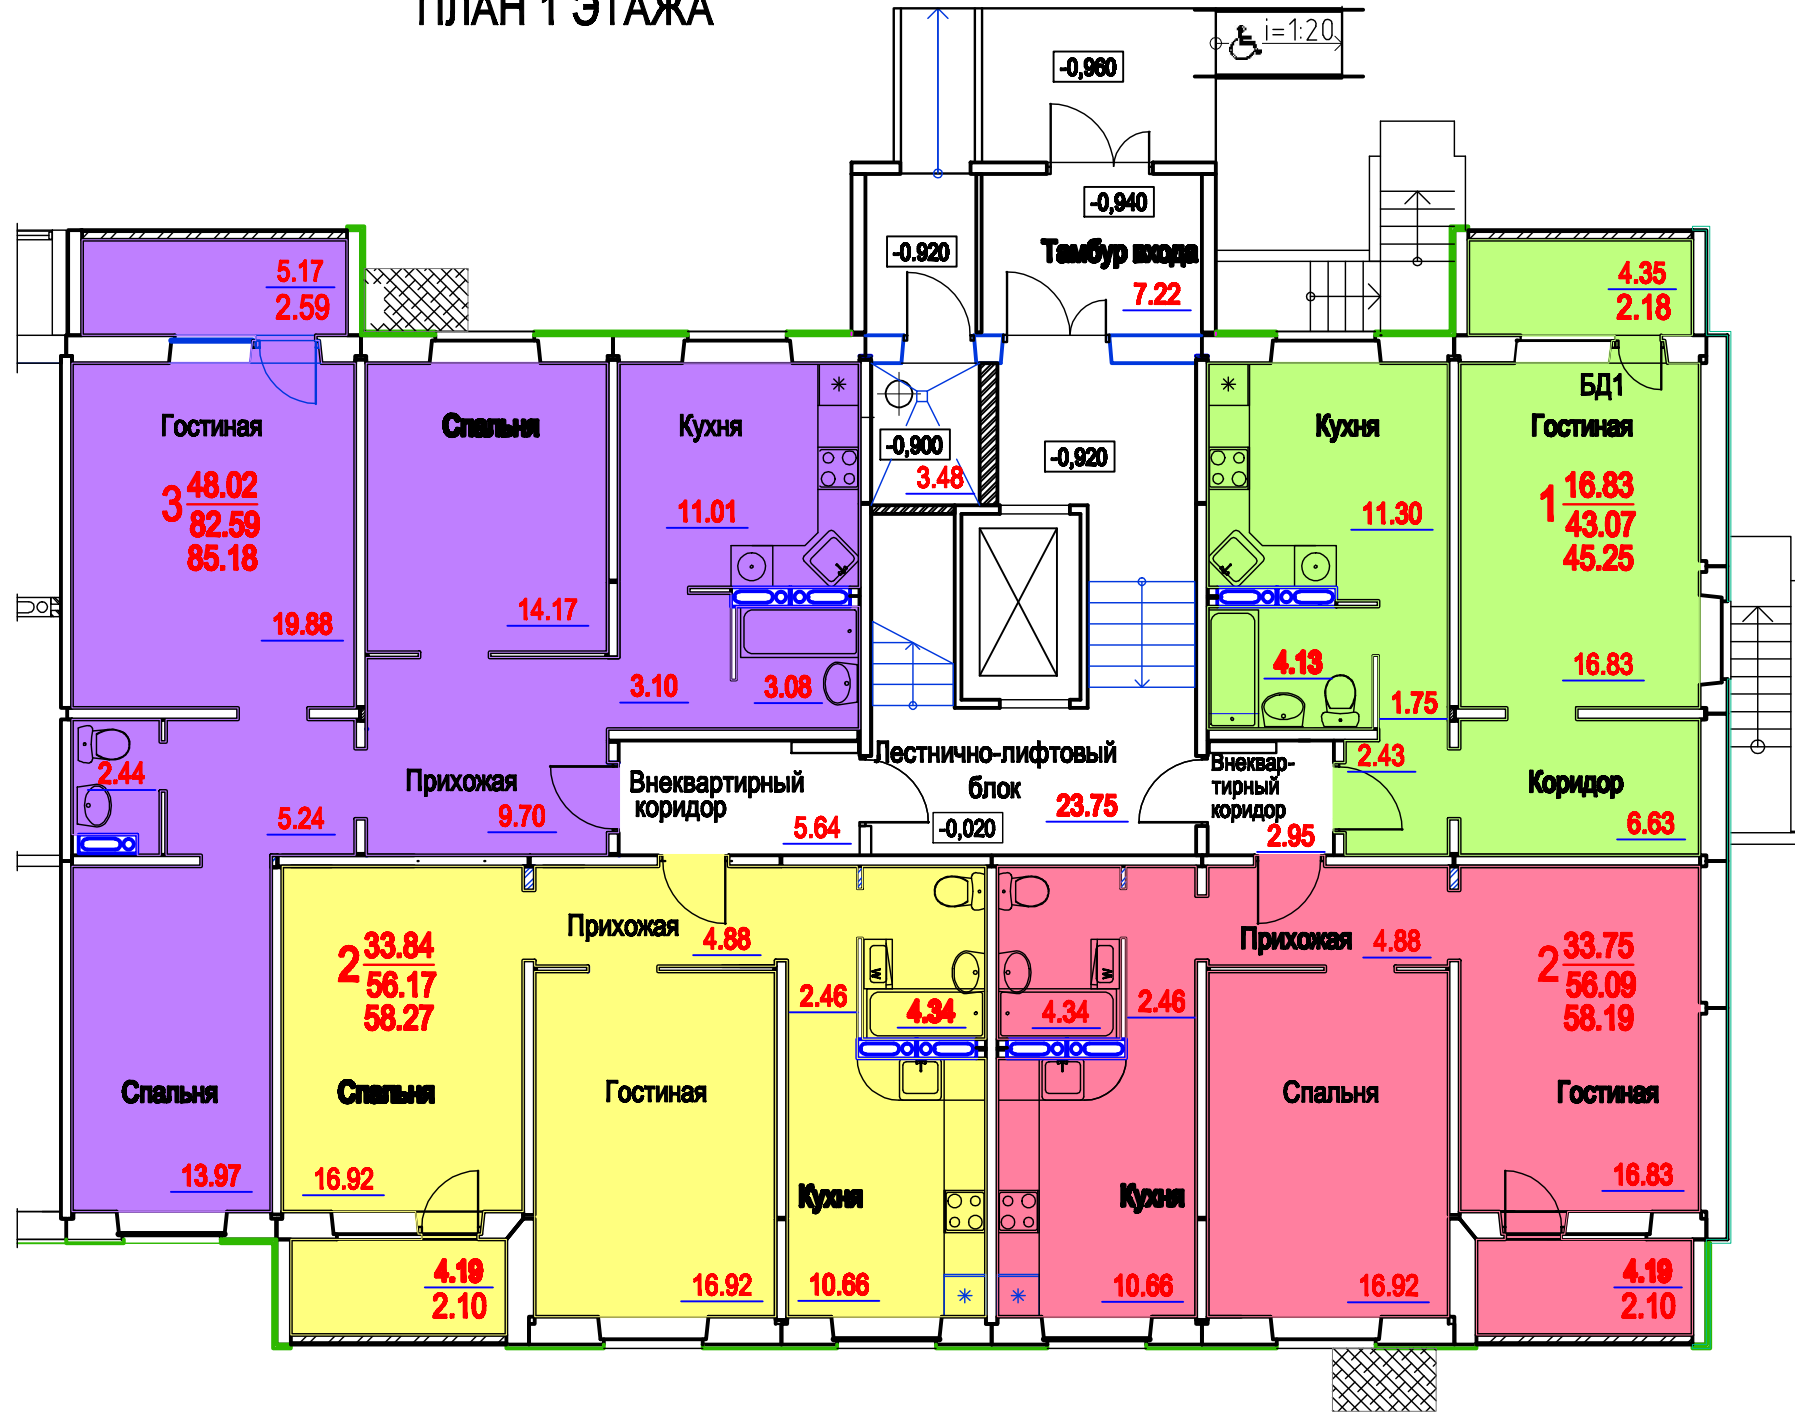 ПЛАН 1 ЭТАЖА
i=1:20
-0,960
-0,940
Тамбур входа
7.22
-0.920
5.17
2.59
4.35
2.18
Гостиная
3 48.02
82.59
85.18
19.88
Спальня
14.17
Кухня
11.01
-0,900
3.48
-0,920
Кухня
11.30
БД1
Гостиная
1 16.83
43.07
45.25
16.83
3.10
3.08
4.13
1.75
2.44
5.24
Прихожая
9.70
Внеквартирный
коридор
5.64
Лестнично-лифтовый
блок
23.75
-0,020
Внеквар-
тирный
коридор
2.95
2.43
Коридор
6.63
Спальня
13.97
2 33.84
56.17
58.27
Спальня
16.92
4.19
2.10
Прихожая
4.88
Гостиная
16.92
2.46
W
4.34
Кухня
10.66
W
4.34
2.46
Кухня
10.66
Прихожая
4.88
Спальня
16.92
2 33.75
56.09
58.19
Гостиная
16.83
4.19
2.10